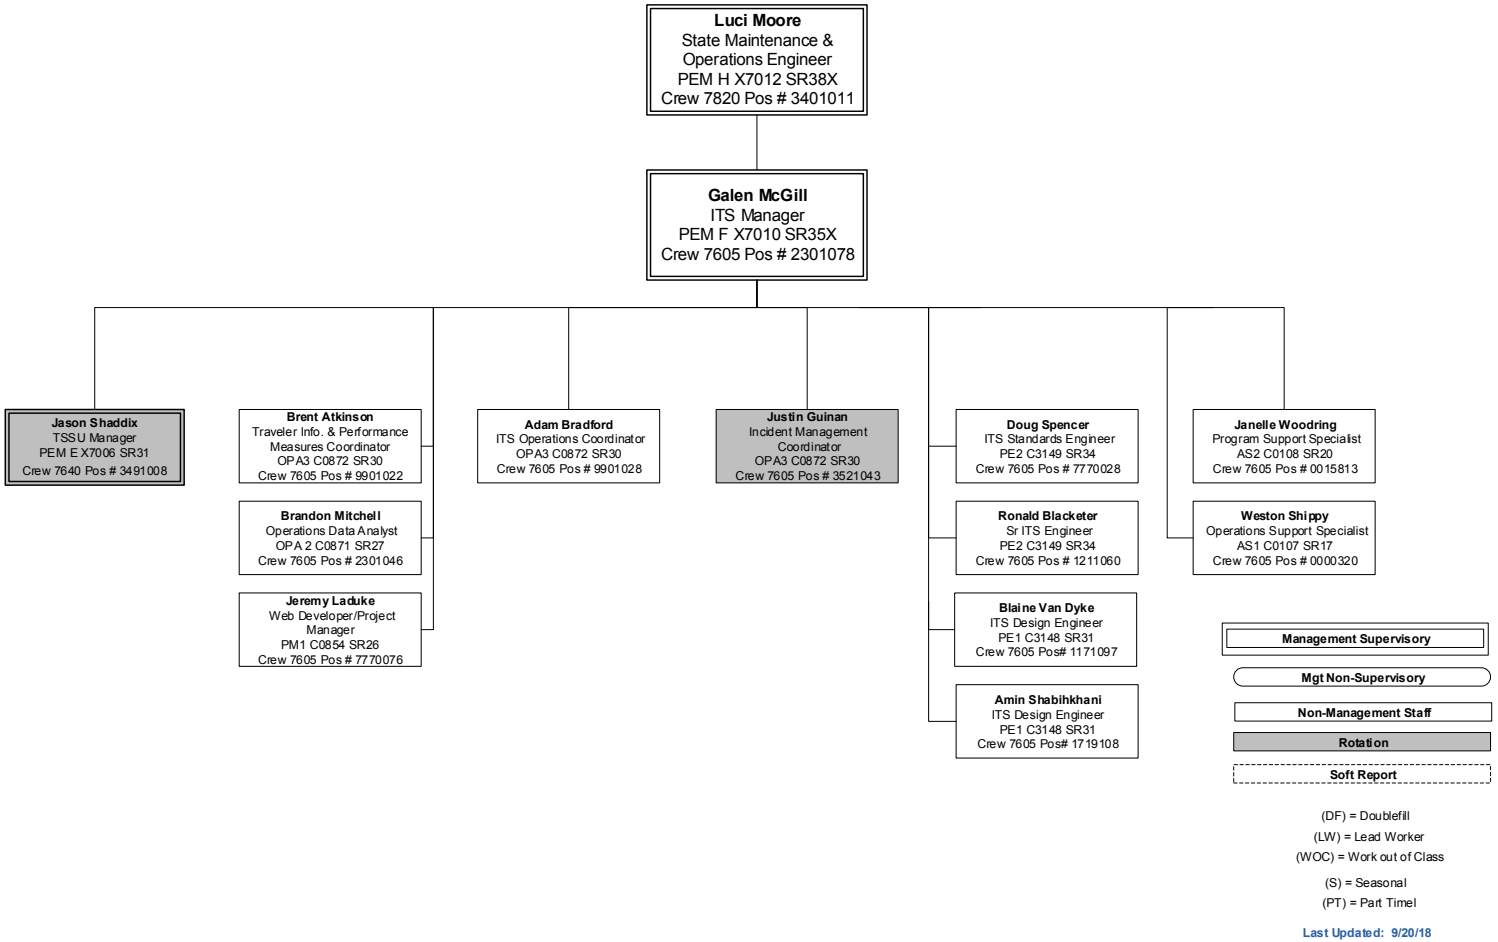 Luci Moore
State Maintenance &
Operations Engineer
PEM H X7012 SR38X
Crew 7820 Pos # 3401011
Galen McGill
ITS Manager
PEM F X7010 SR35X
Crew 7605 Pos # 2301078
Jason Shaddix
TSSU Manager
PEM E X7006 SR31
Crew 7640 Pos # 3491008
Brent Atkinson
Traveler Info. & Performance
Measures Coordinator
OPA3 C0872 SR30
Crew 7605 Pos # 9901022
Brandon Mitchell
Operations Data Analyst
OPA 2 C0871 SR27
Crew 7605 Pos # 2301046
Jeremy Laduke
Web Developer/Project
Manager
PM1 C0854 SR26
Crew 7605 Pos # 7770076
Adam Bradford
ITS Operations Coordinator
OPA3 C0872 SR30
Crew 7605 Pos # 9901028
Justin Guinan
Incident Management
Coordinator
OPA3 C0872 SR30
Crew 7605 Pos # 3521043
Doug Spencer
ITS Standards Engineer
PE2 C3149 SR34
Crew 7605 Pos # 7770028
Ronald Blacketer
Sr ITS Engineer
PE2 C3149 SR34
Crew 7605 Pos # 1211060
Blaine Van Dyke
ITS Design Engineer
PE1 C3148 SR31
Crew 7605 Pos# 1171097
Amin Shabihkhani
ITS Design Engineer
PE1 C3148 SR31
Crew 7605 Pos# 1719108
Janelle Woodring
Program Support Specialist
AS2 C0108 SR20
Crew 7605 Pos # 0015813
Weston Shippy
Operations Support Specialist
AS1 C0107 SR17
Crew 7605 Pos # 0000320
Management Supervisory
Mgt Non-Supervisory
Non-Management Staff
Rotation
Soft Report
(DF) = Doublefill
(LW) = Lead Worker
(WOC) = Work out of Class
(S) = Seasonal
(PT) = Part Timel
Last Updated: 9/20/18